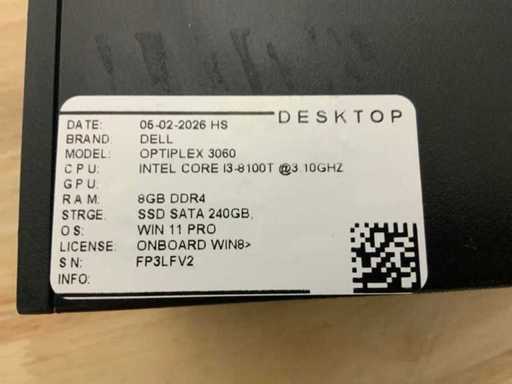 DESKTOP
DATE: 05-02-2026 HS
BRAND: DELL
MODEL: OPTIPLEX 3060
CPU: INTEL CORE I3-8100T @3.10GHZ
GPU:
RAM: 8GB DDR4
STRGE: SSD SATA 240GB,
OS: WIN 11 PRO
LICENSE: ONBOARD WIN8>
SN: FP3LFV2
INFO: